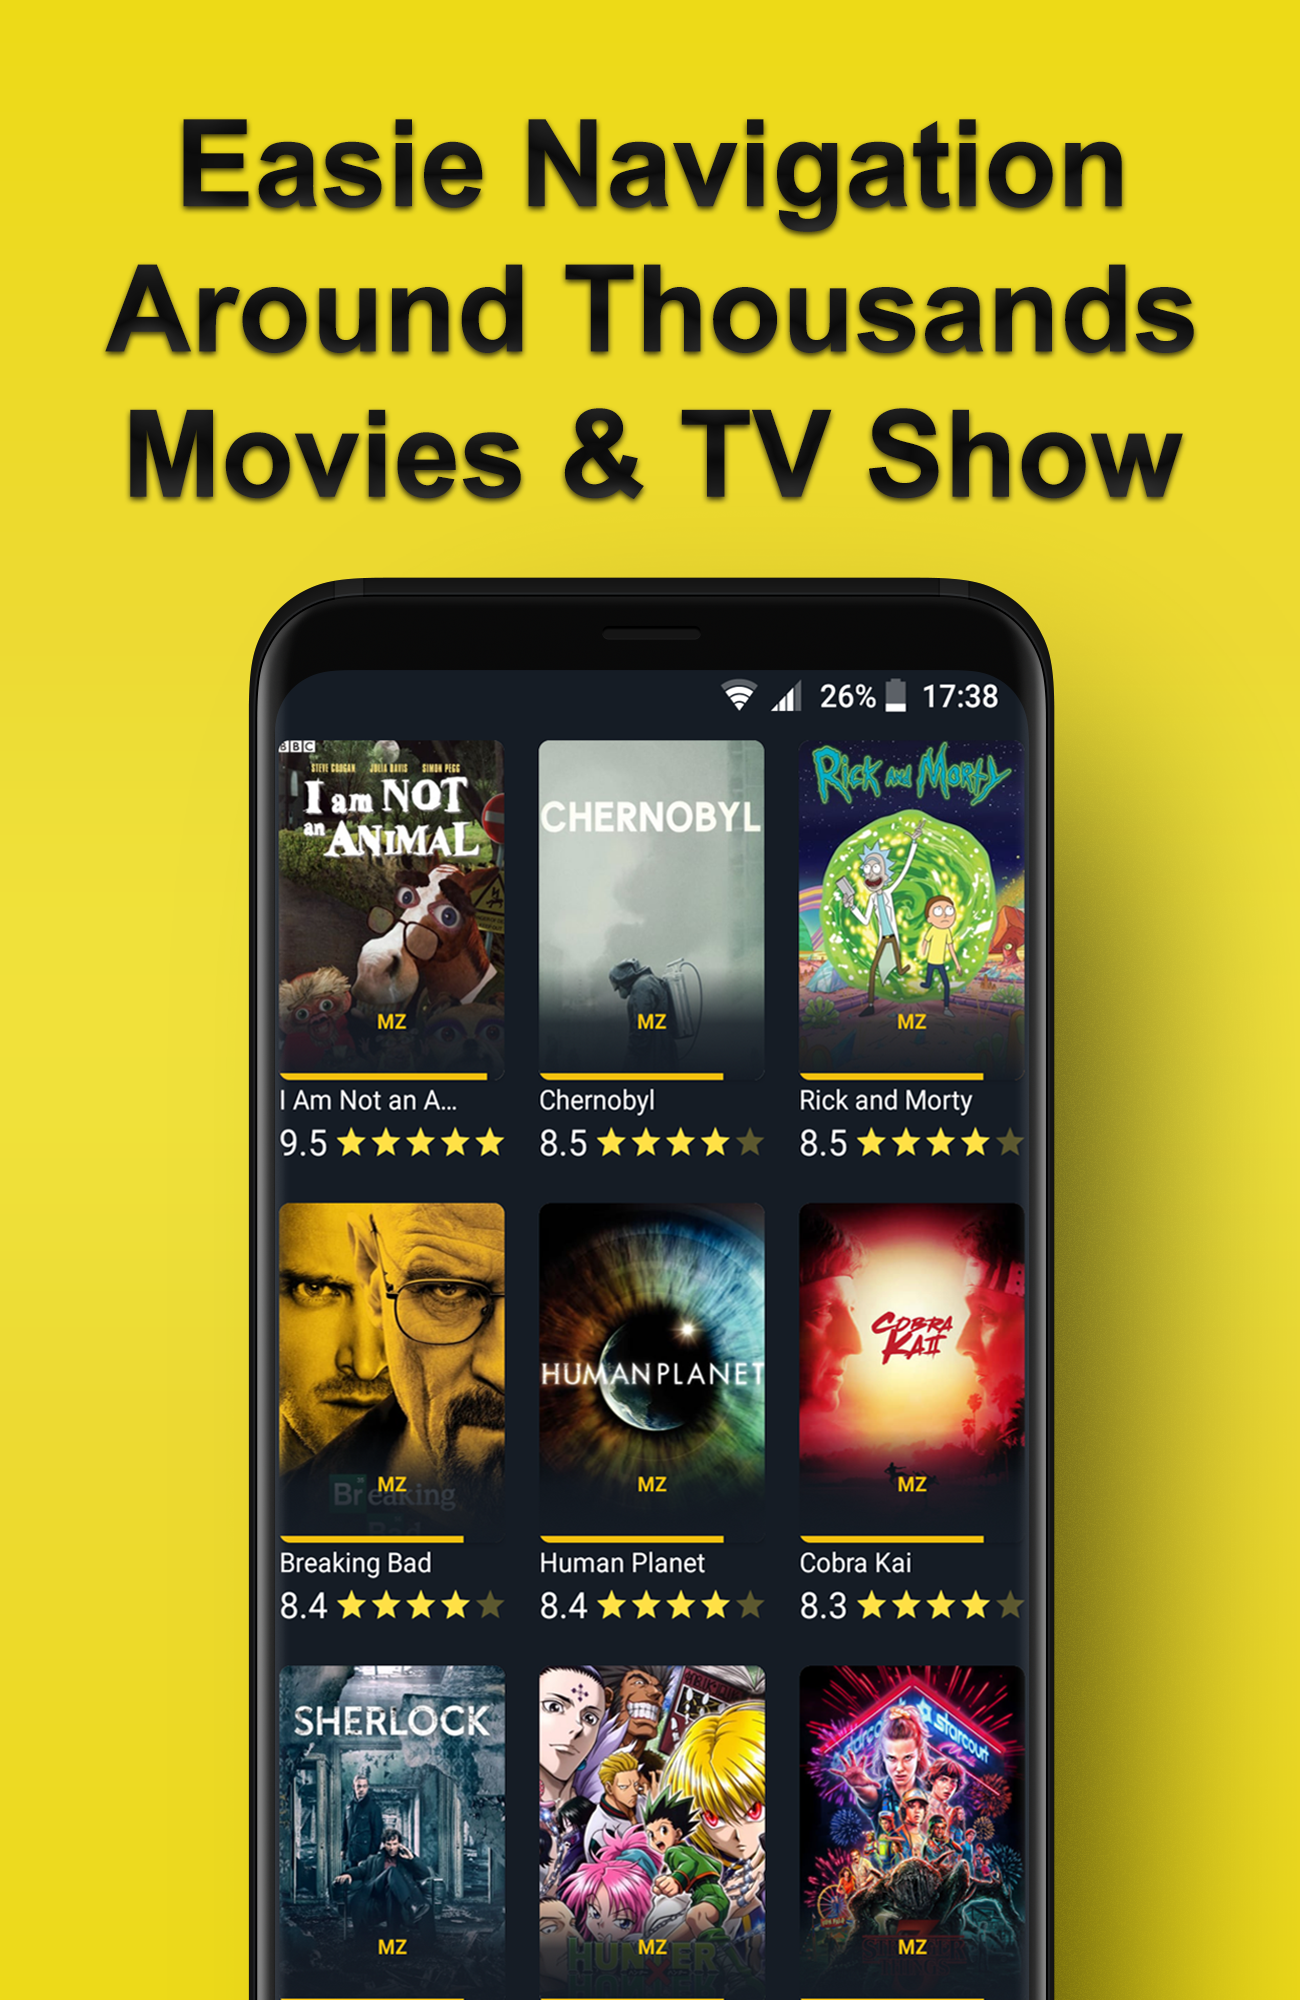 Easie Navigation
Around Thousands
Movies & TV Show
26% 17:38
BBC
STEVE COOGAN JULIA DAVIS SIMON PEGG
I am NOT
an ANIMAL
MZ
I Am Not an A...
9.5
CHERNOBYL
MZ
Chernobyl
8.5
Rick and Morty
MZ
Rick and Morty
8.5
MZ
Breaking
Bad
Breaking Bad
8.4
HUMAN PLANET
MZ
Human Planet
8.4
COBRA
KAI
MZ
Cobra Kai
8.3
SHERLOCK
MZ
MZ
HUNTER
starcourt
MZ